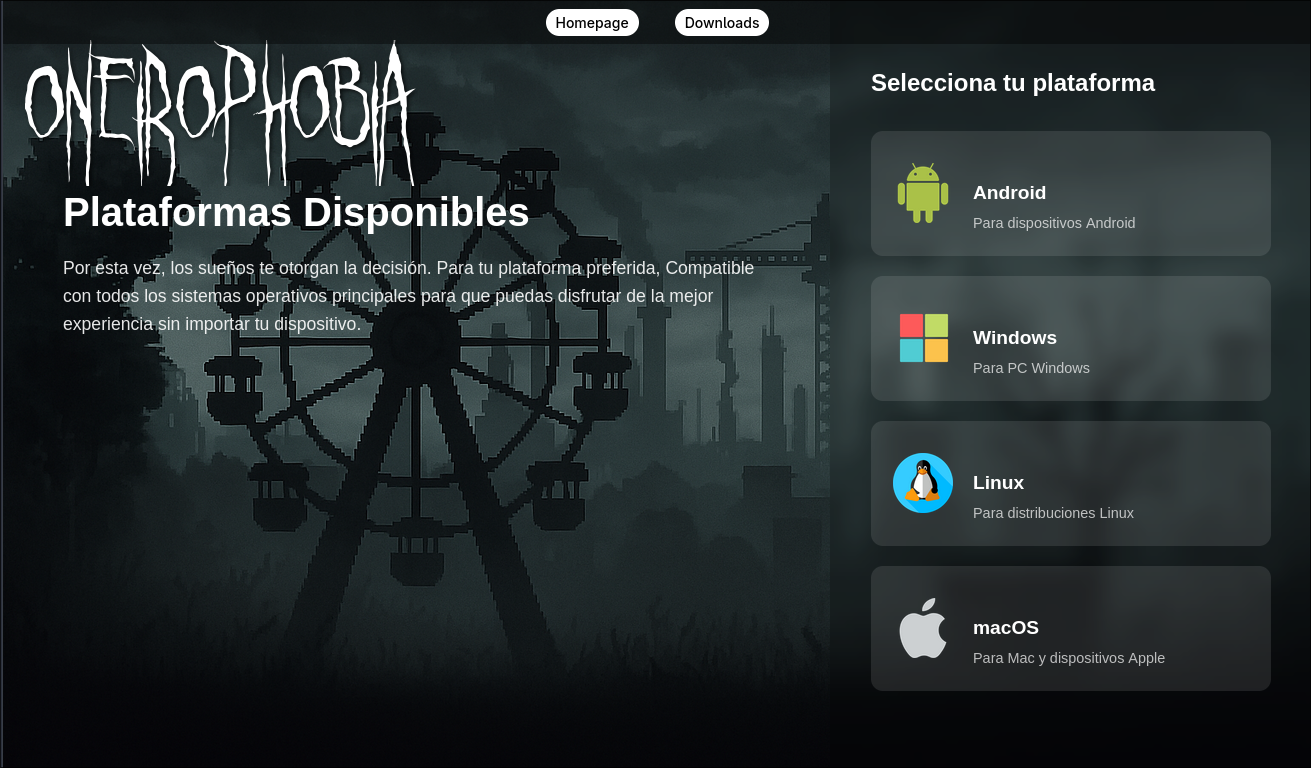 Homepage
Downloads
ONEIROPHOBIA
Plataformas Disponibles
Por esta vez, los sueños te otorgan la decisión. Para tu plataforma preferida, Compatible
con todos los sistemas operativos principales para que puedas disfrutar de la mejor
experiencia sin importar tu dispositivo.
Selecciona tu plataforma
Android
Para dispositivos Android
Windows
Para PC Windows
Linux
Para distribuciones Linux
macOS
Para Mac y dispositivos Apple